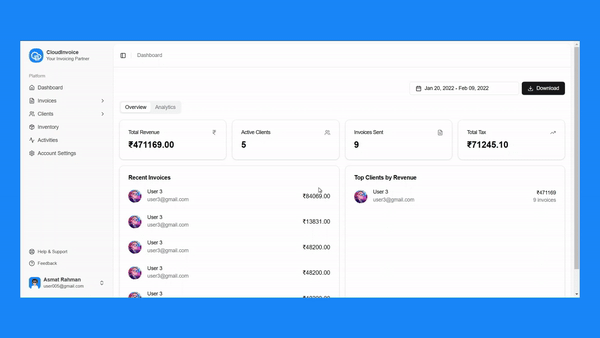 CloudInvoice
Your Invoicing Partner
Dashboard
Platform
Dashboard
Invoices
Clients
Inventory
Activities
Account Settings
Help & Support
Feedback
Asmat Rahman
user005@gmail.com
Jan 20, 2022 - Feb 09, 2022
Download
Overview
Analytics
Total Revenue
₹
₹471169.00
Active Clients
5
Invoices Sent
9
Total Tax
₹71245.10
Recent Invoices
User 3
user3@gmail.com
₹84069.00
User 3
user3@gmail.com
₹13831.00
User 3
user3@gmail.com
₹48200.00
User 3
user3@gmail.com
₹48200.00
User 3
Top Clients by Revenue
User 3
user3@gmail.com
₹471169
9 invoices